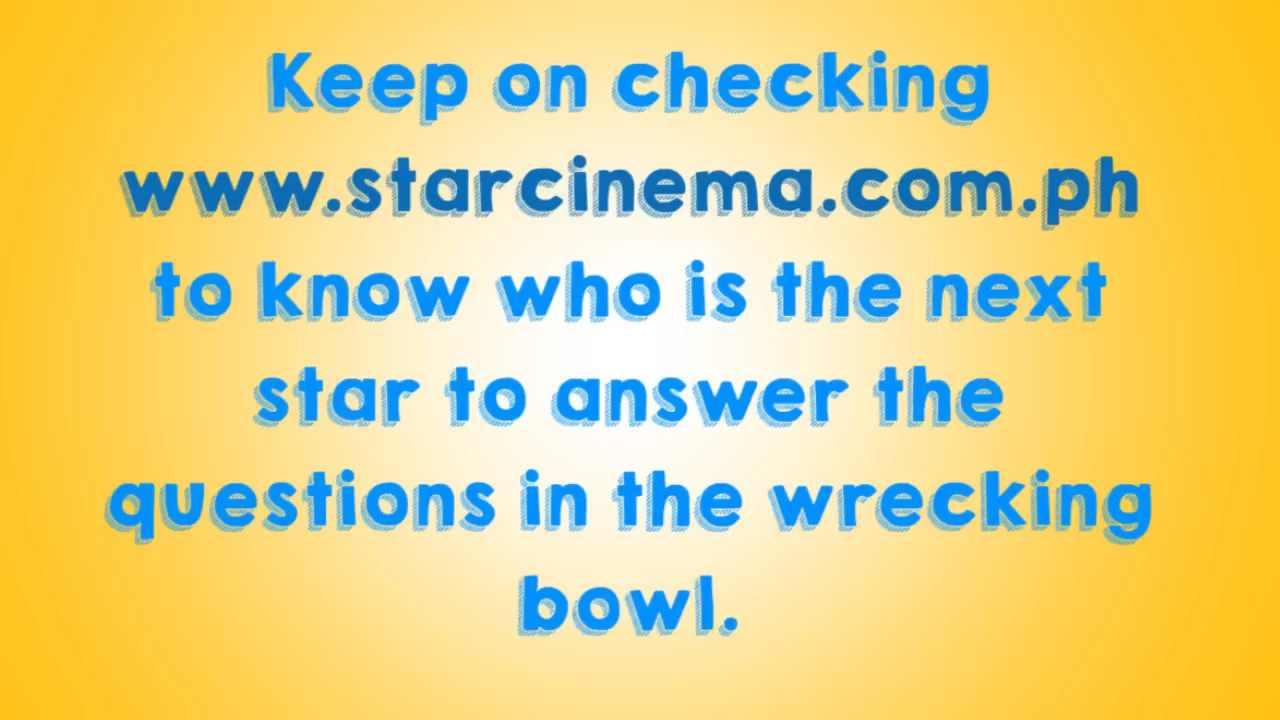 Keep on checking
www.starcinema.com.ph
to know who is the next
star to answer the
questions in the wrecking
bowl.